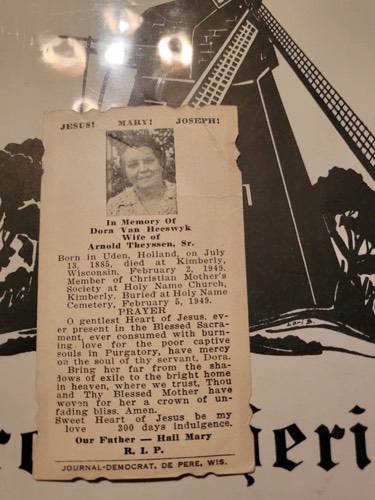 JESUS! MARY! JOSEPH!
In Memory Of
Dora Van Heeswyk
Wife of
Arnold Theyssen, Sr.
Born in Uden, Holland, on July
13, 1885, died at Kimberly,
Wisconsin, February 2, 1949.
Member of Christian Mother's
Society at Holy Name Church,
Kimberly. Buried at Holy Name
Cemetery, February 5, 1949.
PRAYER
O gentlest Heart of Jesus, ev-
er present in the Blessed Sacra-
ment, ever consumed with burn-
ing love for the poor captive
souls in Purgatory, have mercy
on the soul of thy servant, Dora.
Bring her far from the sha-
dows of exile to the bright home
in heaven, where we trust, Thou
and Thy Blessed Mother have
woven for her a crown of un-
fading bliss. Amen.
Sweet Heart of Jesus be my
love 300 days indulgence.
Our Father — Hail Mary
R. I. P.
JOURNAL-DEMOCRAT, DE PERE, WIS.
Lori B.